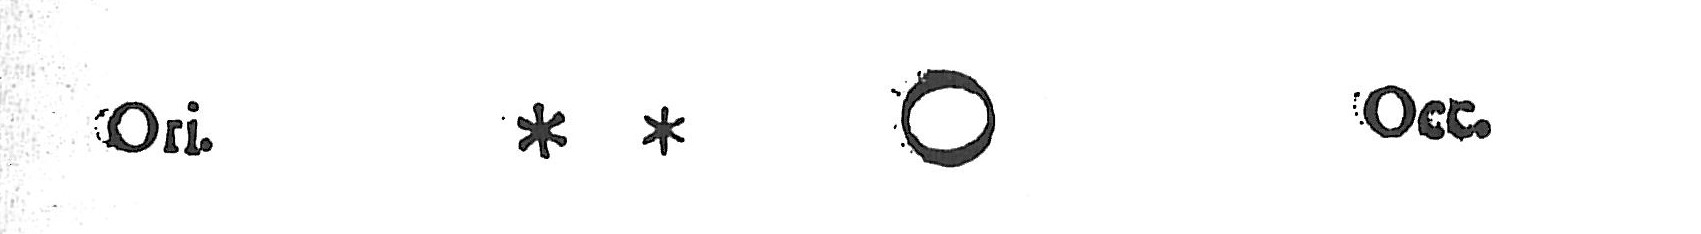 Ori. * * O Occ.